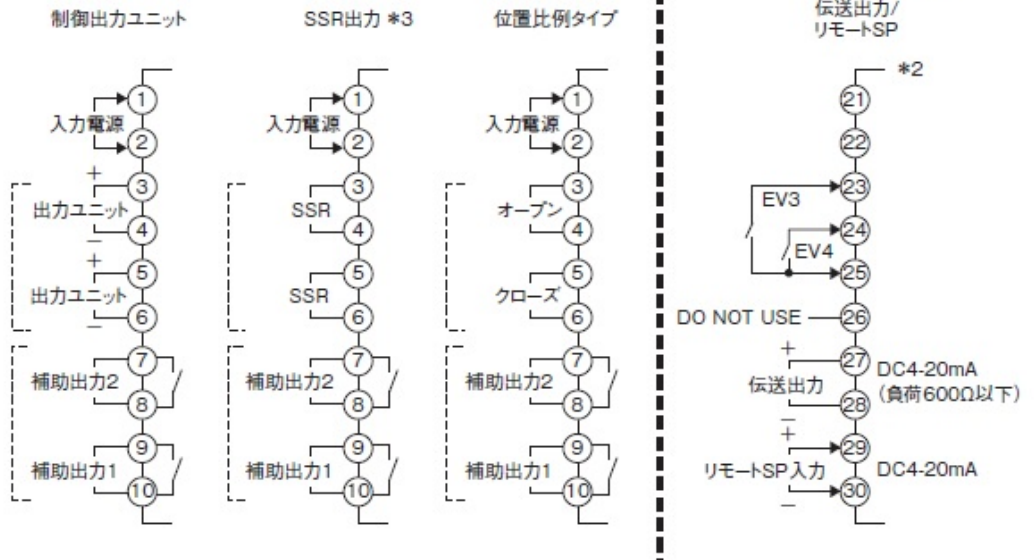 制御出力ユニット
入力電源
1
2
+
3
出力ユニット
4
−
+
5
出力ユニット
6
−
7
補助出力2
8
9
補助出力1
10
SSR出力 *3
入力電源
1
2
3
SSR
4
5
SSR
6
7
補助出力2
8
9
補助出力1
10
位置比例タイプ
入力電源
1
2
3
オープン
4
5
クローズ
6
7
補助出力2
8
9
補助出力1
10
伝送出力/
リモートSP
*2
21
22
23
EV3
24
EV4
25
DO NOT USE
26
+
27
DC4-20mA
伝送出力
(負荷600Ω以下)
28
−
+
29
リモートSP入力
DC4-20mA
30
−